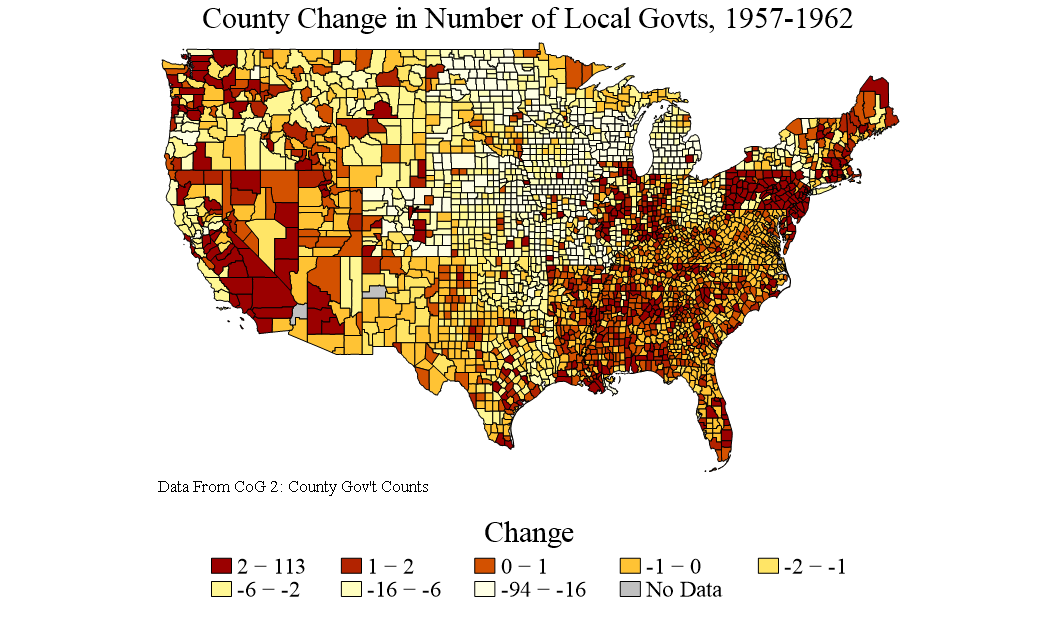 County Change in Number of Local Govts, 1957-1962
Data From CoG 2: County Gov't Counts
Change
2 – 113 1 – 2 0 – 1 -1 – 0 -2 – -1
-6 – -2 -16 – -6 -94 – -16 No Data